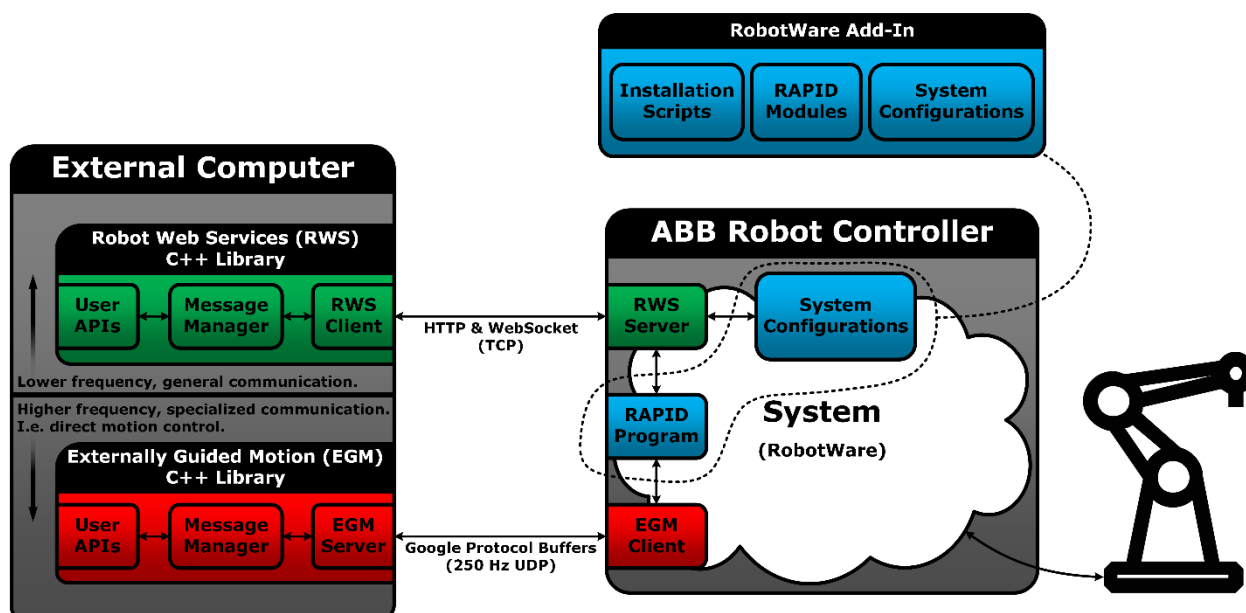 RobotWare Add-In
Installation
Scripts
RAPID
Modules
System
Configurations
External Computer
Robot Web Services (RWS)
C++ Library
User
APIs
Message
Manager
RWS
Client
Lower frequency, general communication.
Higher frequency, specialized communication.
I.e. direct motion control.
Externally Guided Motion (EGM)
C++ Library
User
APIs
Message
Manager
EGM
Server
HTTP & WebSocket
(TCP)
Google Protocol Buffers
(250 Hz UDP)
ABB Robot Controller
RWS
Server
System
Configurations
RAPID
Program
System
(RobotWare)
EGM
Client